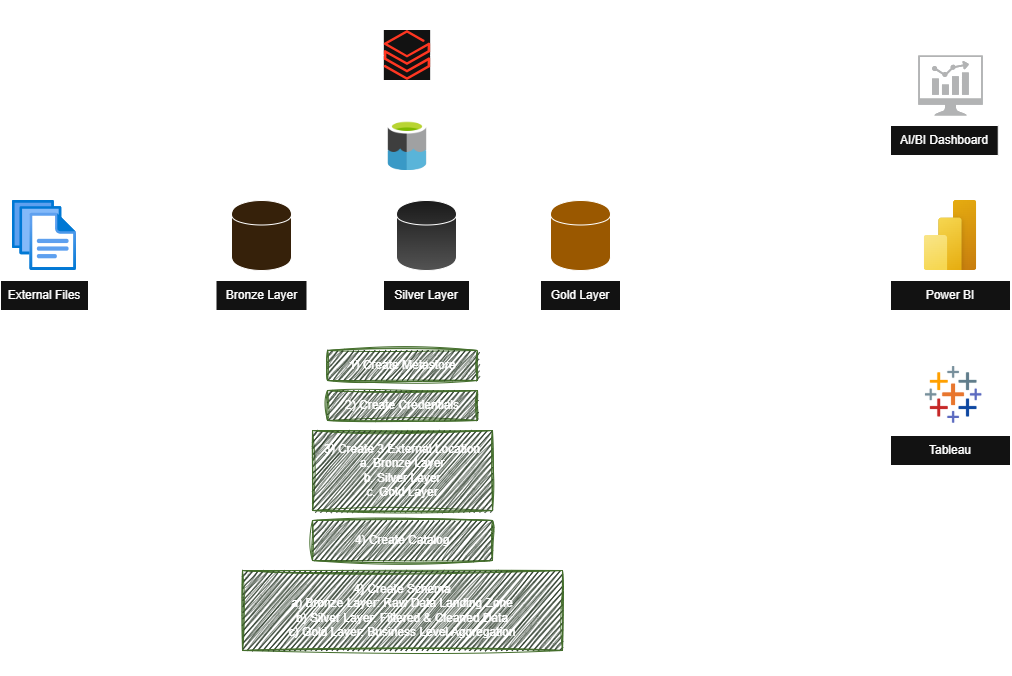 AI/BI Dashboard
External Files
Bronze Layer
Silver Layer
Gold Layer
Power BI
1) Create Metastore
2) Create Credentials
3) Create 3 External Location
a. Bronze Layer
b. Silver Layer
c. Gold Layer
Tableau
4) Create Catalog
4) Create Schema
a) Bronze Layer: Raw Data Landing Zone
b) Silver Layer: Filtered & Cleaned Data
c) Gold Layer: Business Level Aggregation